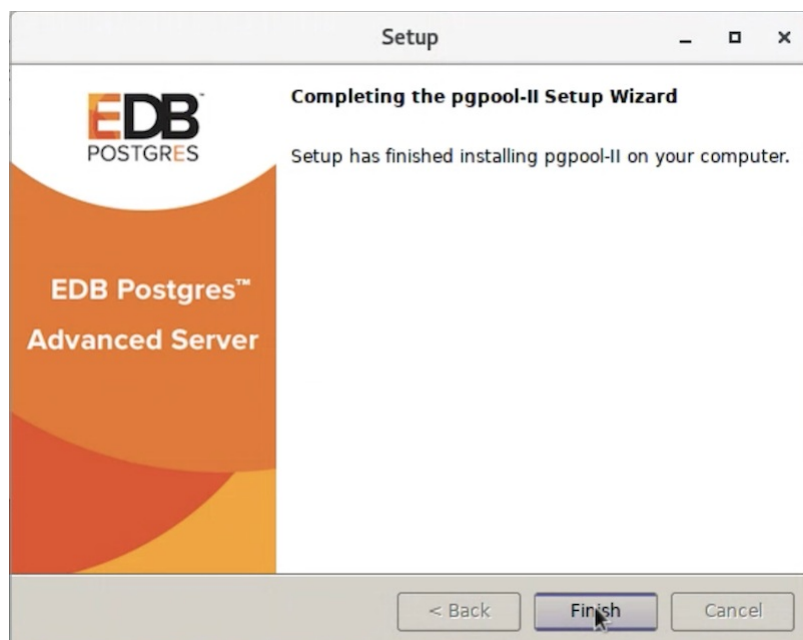 Setup
EDB™
POSTGRES
EDB Postgres™
Advanced Server
Completing the pgpool-II Setup Wizard
Setup has finished installing pgpool-II on your computer.
< Back
Finish
Cancel